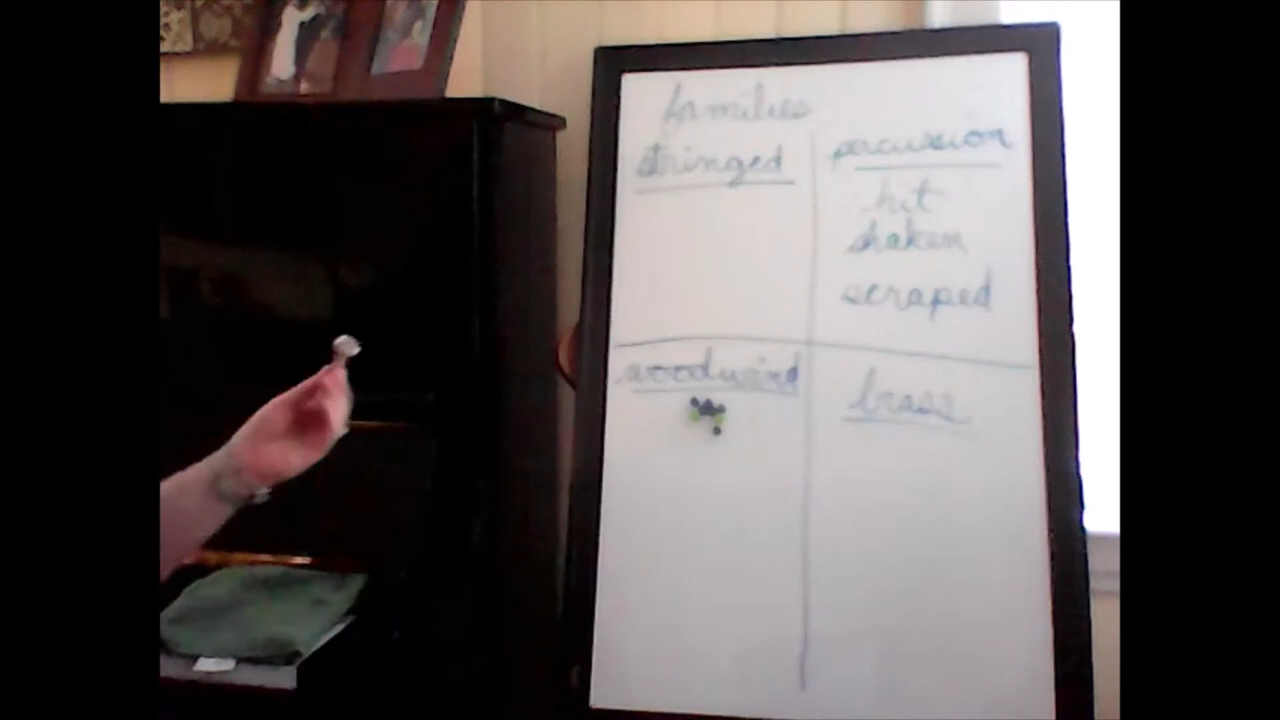 families
stringed
percussion
hit
shaken
scraped
woodwind
brass